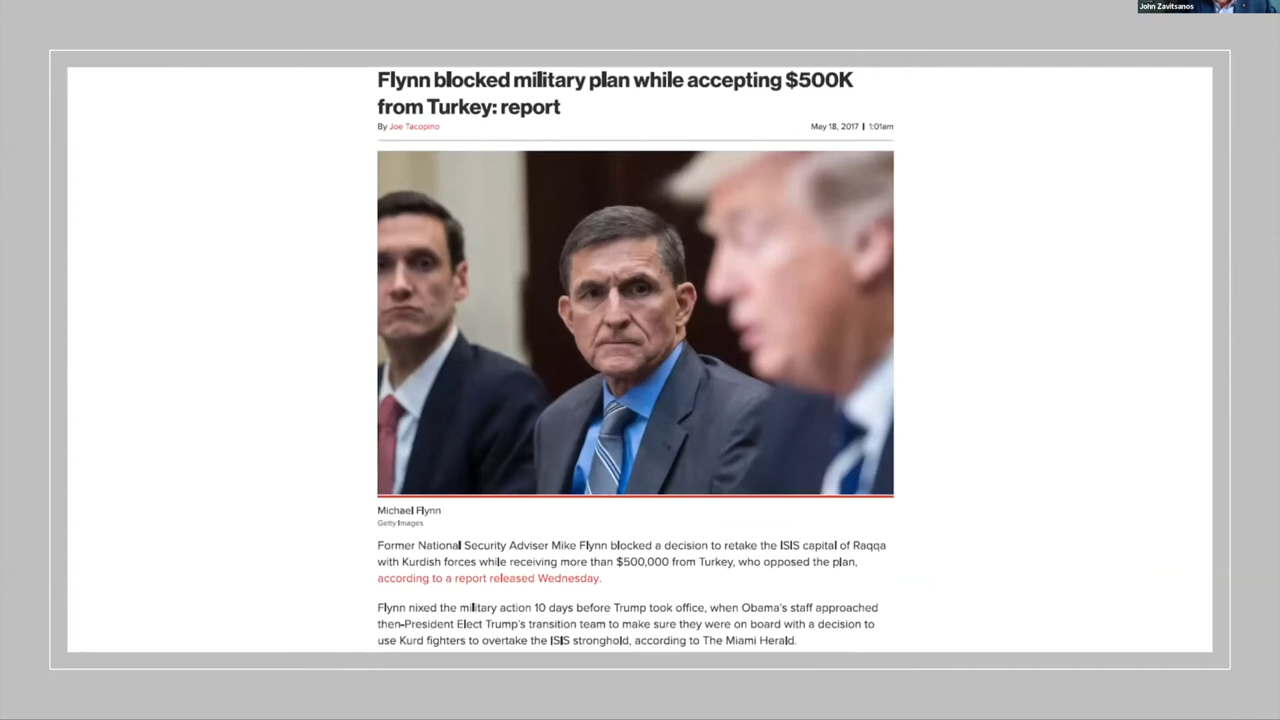 John Zavitsanos
Flynn blocked military plan while accepting $500K
from Turkey: report
By Joe Tacopino
May 18, 2017 | 1:01am
Michael Flynn
Getty Images
Former National Security Adviser Mike Flynn blocked a decision to retake the ISIS capital of Raqqa
with Kurdish forces while receiving more than $500,000 from Turkey, who opposed the plan,
according to a report released Wednesday.
Flynn nixed the military action 10 days before Trump took office, when Obama's staff approached
then-President Elect Trump's transition team to make sure they were on board with a decision to
use Kurd fighters to overtake the ISIS stronghold, according to The Miami Herald.